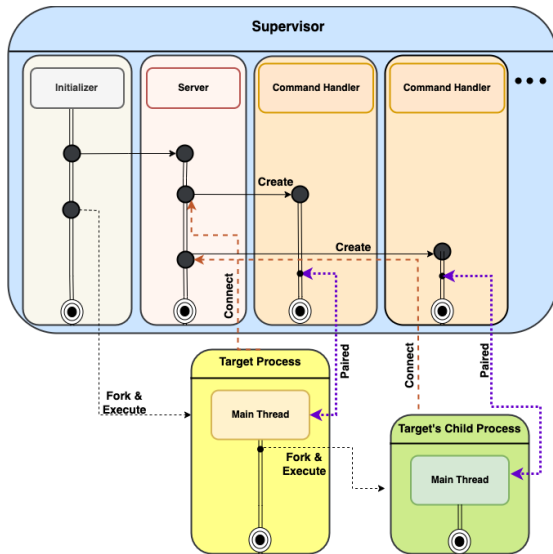 Supervisor
Initializer
Server
Command Handler
Command Handler
Create
Create
Connect
Paired
Connect
Paired
Fork &
Execute
Target Process
Main Thread
Fork &
Execute
Target's Child Process
Main Thread